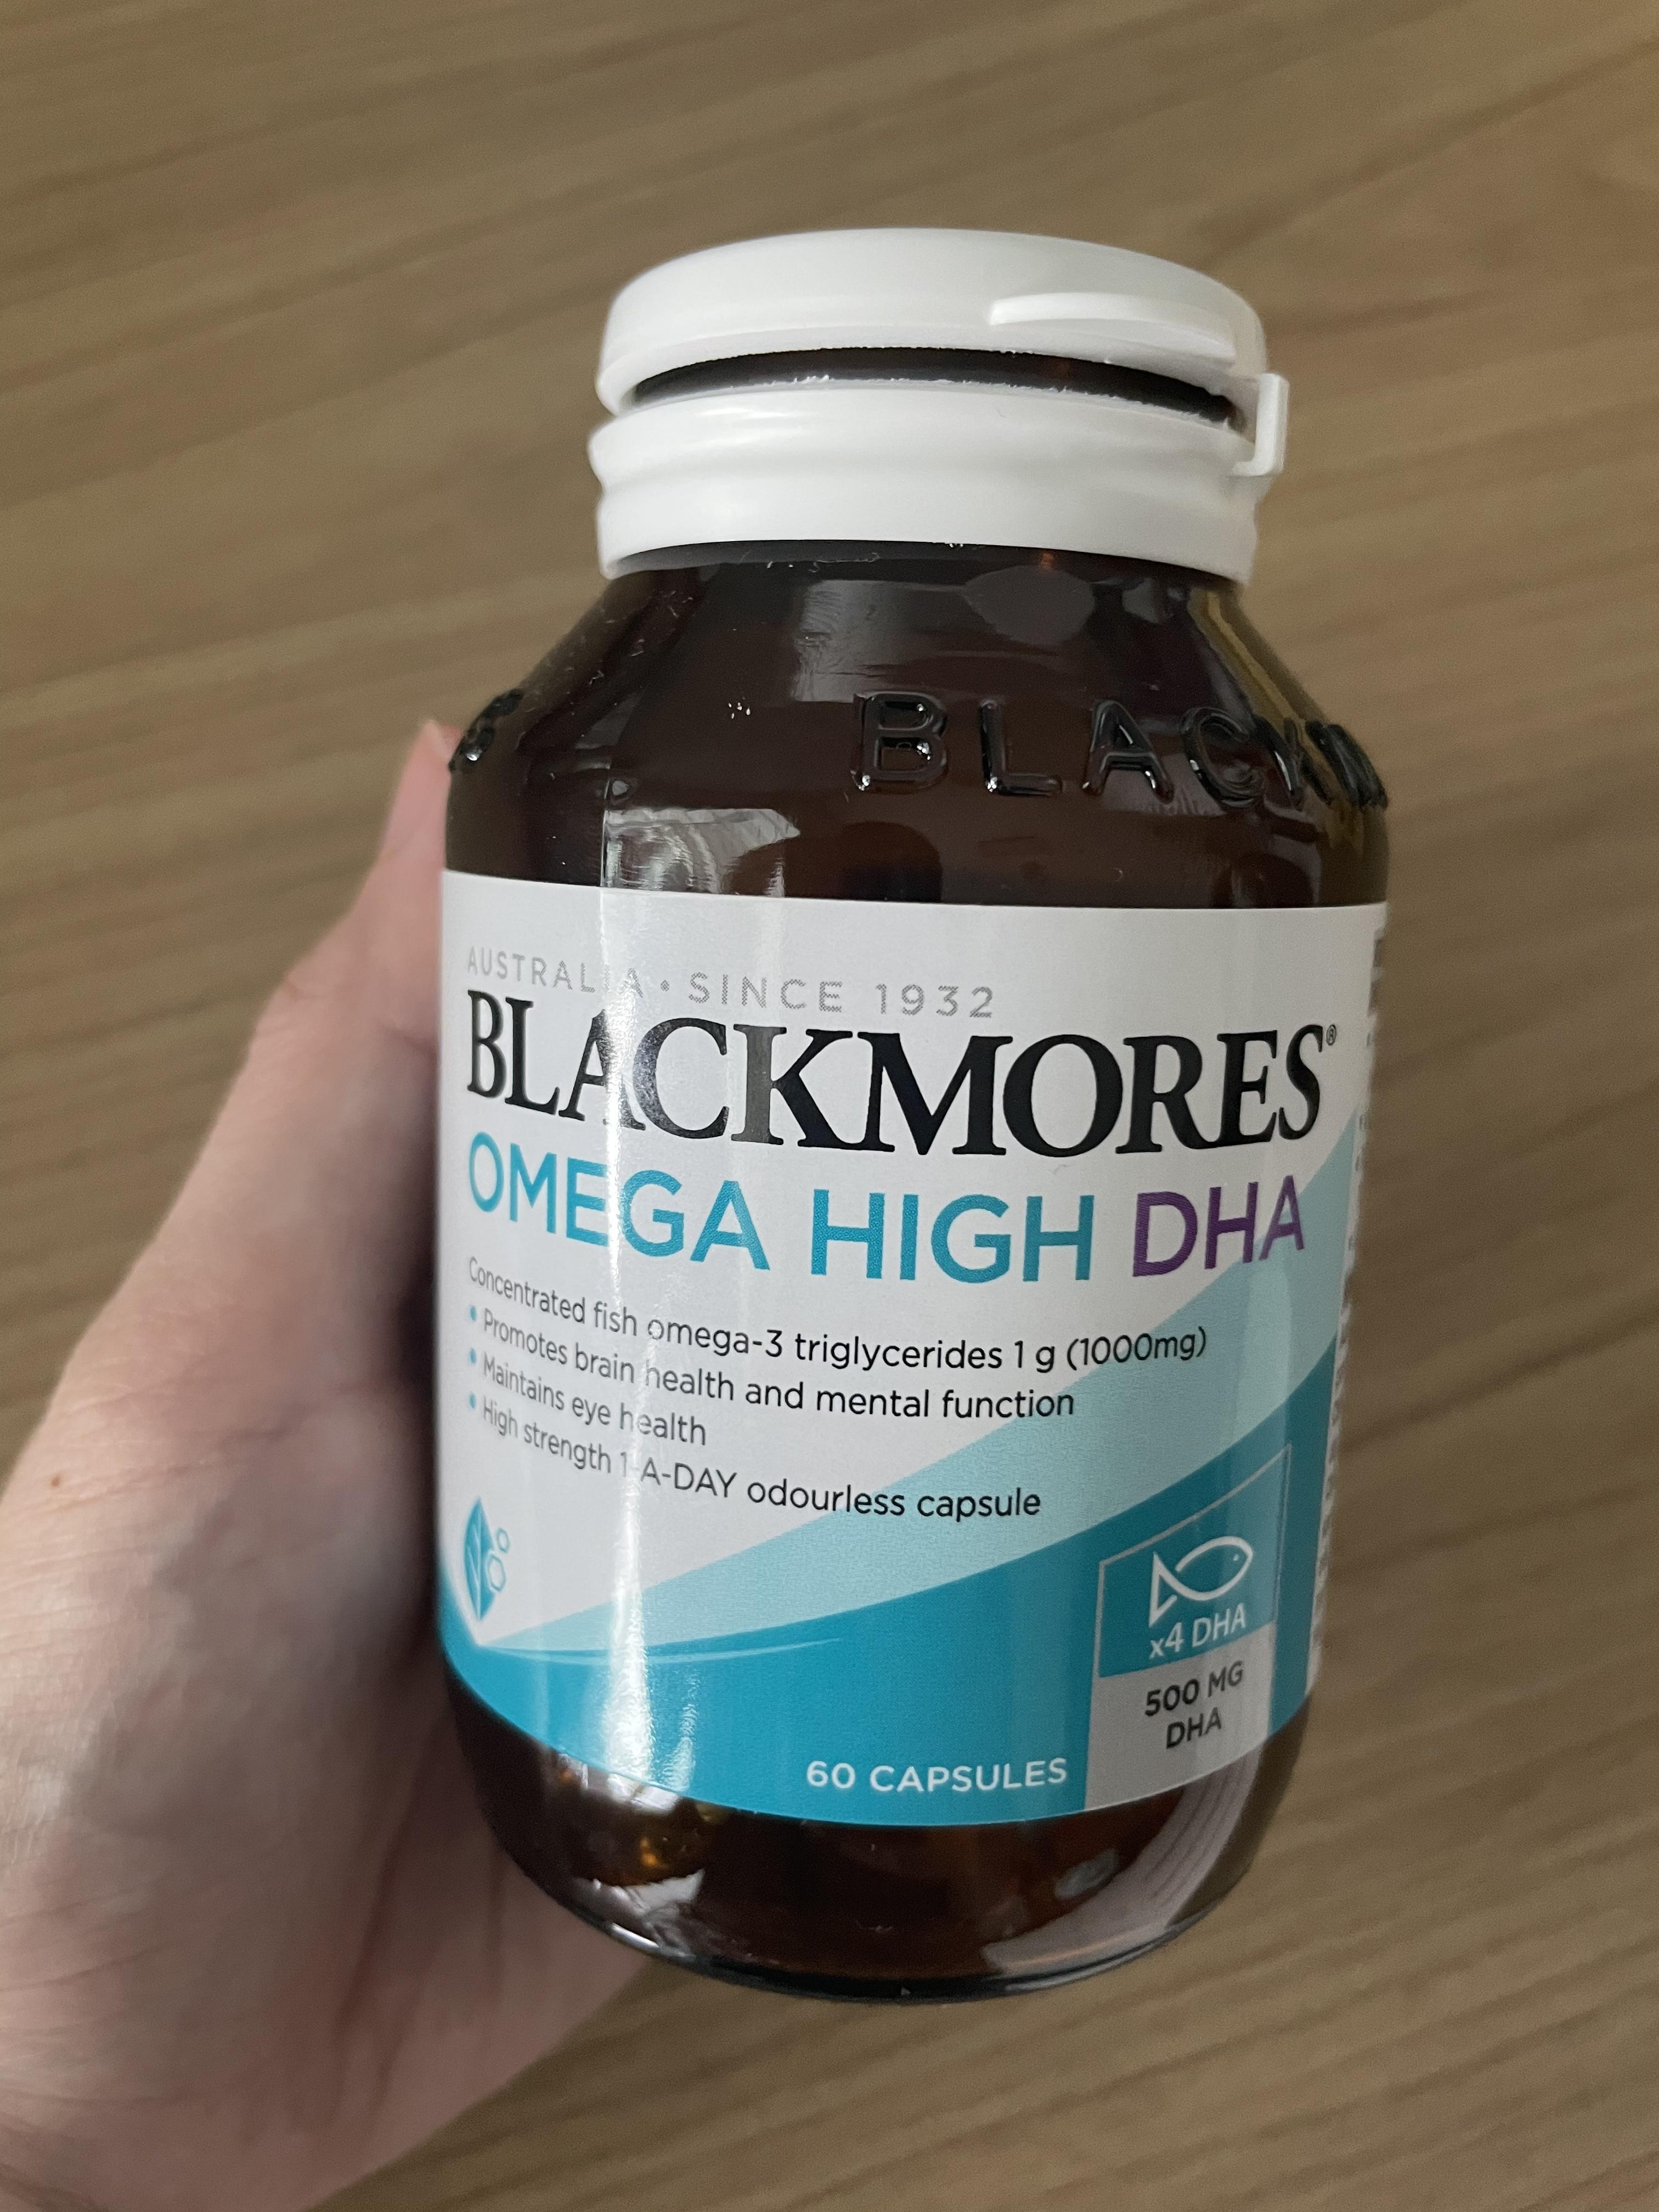 BLACKM
AUSTRALIA • SINCE 1932
BLACKMORES®
OMEGA HIGH DHA
Concentrated fish omega-3 triglycerides 1 g (1000mg)
• Promotes brain health and mental function
• Maintains eye health
• High strength 1-A-DAY odourless capsule
x4 DHA
500 MG
DHA
60 CAPSULES